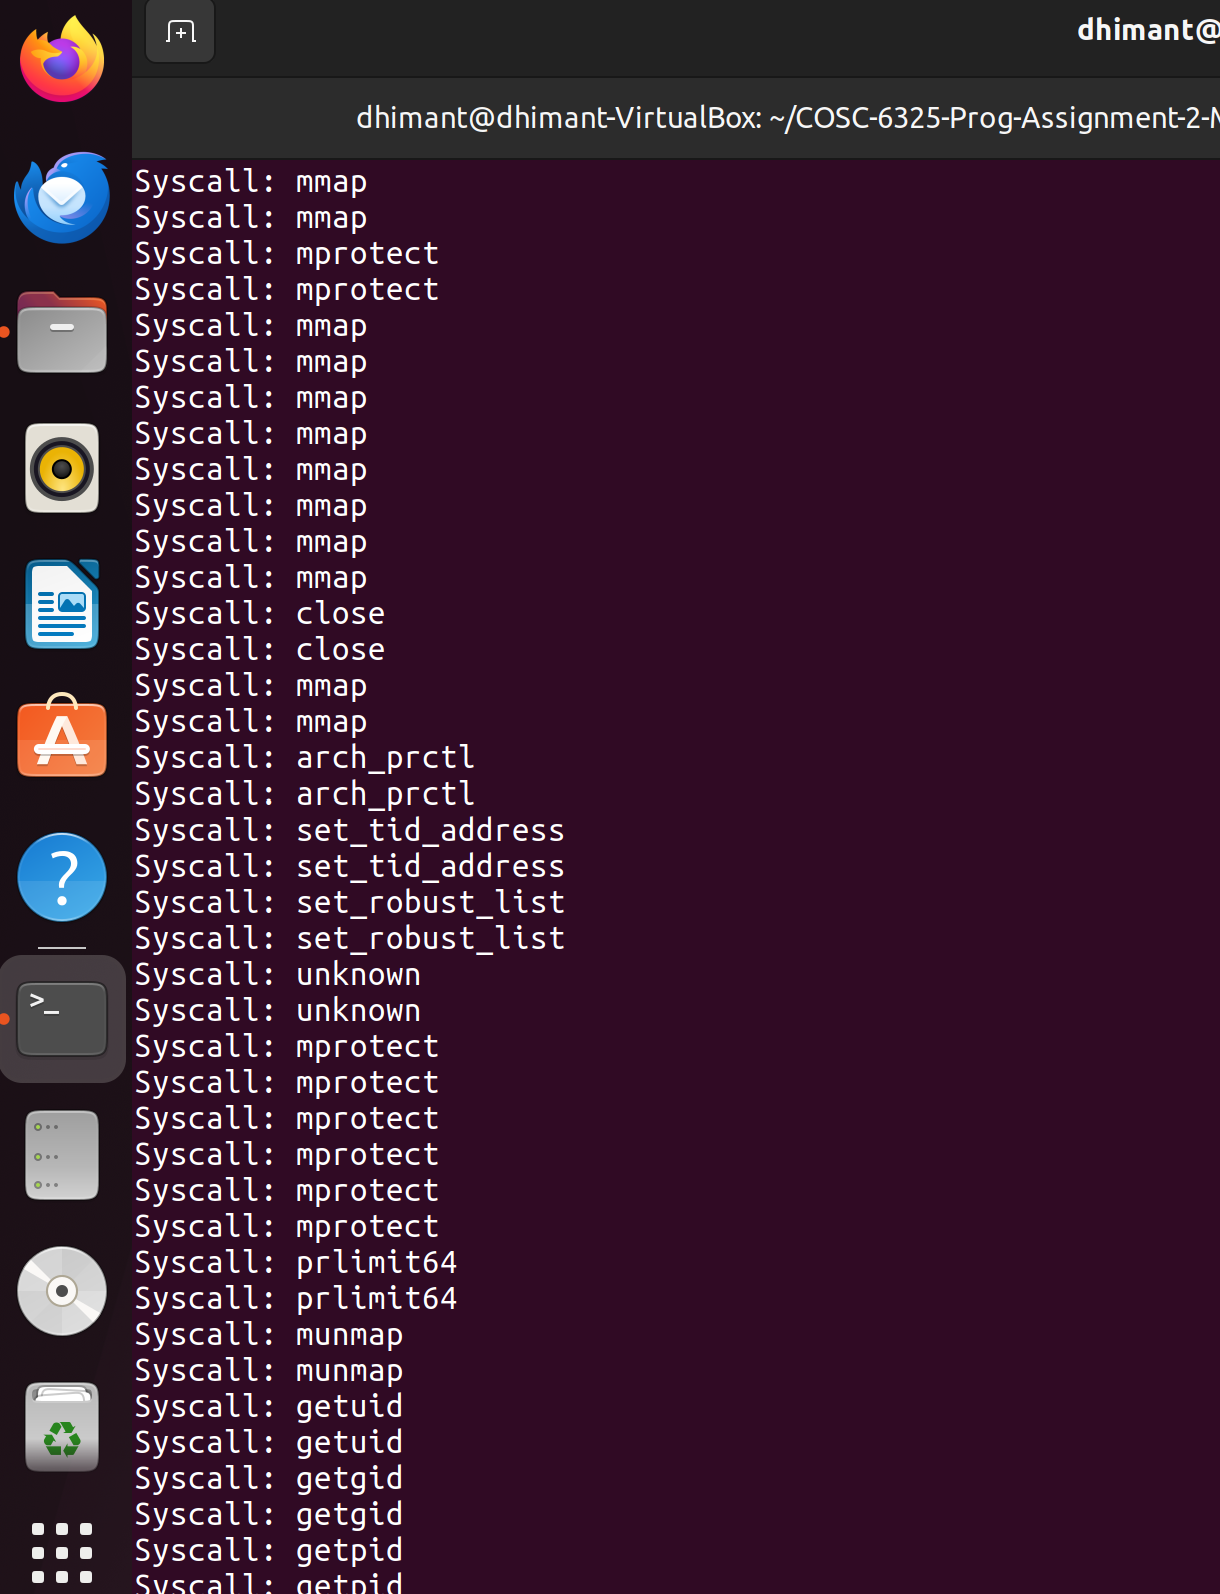 dhimant@
dhimant@dhimant-VirtualBox: ~/COSC-6325-Prog-Assignment-2-M
Syscall: mmap
Syscall: mmap
Syscall: mprotect
Syscall: mprotect
Syscall: mmap
Syscall: mmap
Syscall: mmap
Syscall: mmap
Syscall: mmap
Syscall: mmap
Syscall: mmap
Syscall: mmap
Syscall: close
Syscall: close
Syscall: mmap
Syscall: mmap
Syscall: arch_prctl
Syscall: arch_prctl
Syscall: set_tid_address
Syscall: set_tid_address
Syscall: set_robust_list
Syscall: set_robust_list
Syscall: unknown
Syscall: unknown
Syscall: mprotect
Syscall: mprotect
Syscall: mprotect
Syscall: mprotect
Syscall: mprotect
Syscall: mprotect
Syscall: prlimit64
Syscall: prlimit64
Syscall: munmap
Syscall: munmap
Syscall: getuid
Syscall: getuid
Syscall: getgid
Syscall: getgid
Syscall: getpid
Syscall: getpid